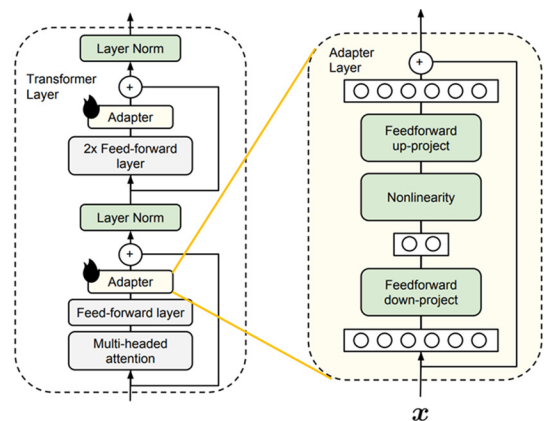 Layer Norm
Transformer
Layer
+
Adapter
2x Feed-forward
layer
Layer Norm
+
Adapter
Feed-forward layer
Multi-headed
attention
Adapter
Layer
+
Feedforward
up-project
Nonlinearity
Feedforward
down-project
x